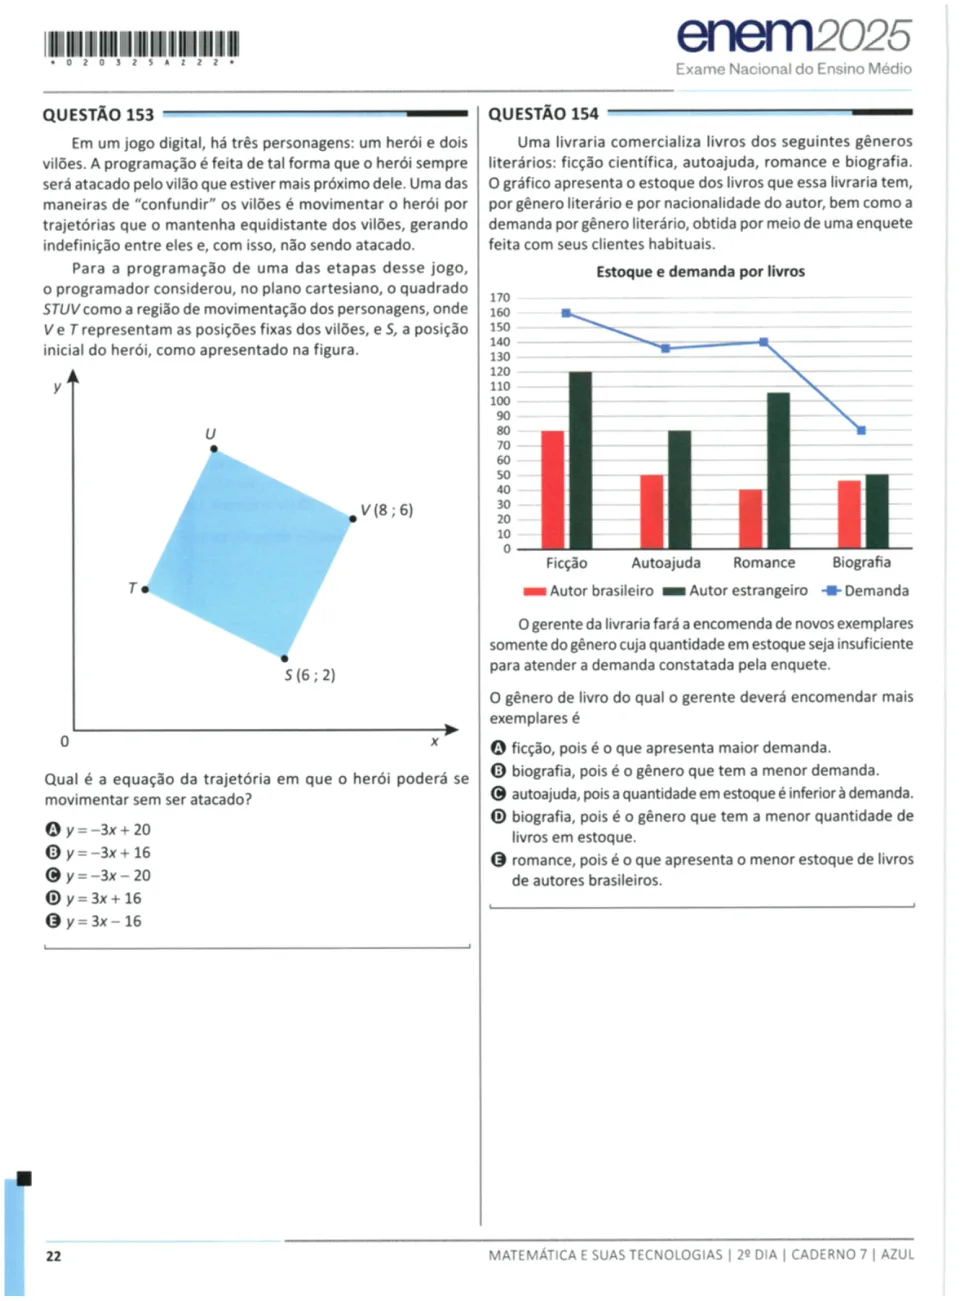 *020325AZ22*
enem2025
Exame Nacional do Ensino Médio
QUESTÃO 153
Em um jogo digital, há três personagens: um herói e dois
vilões. A programação é feita de tal forma que o herói sempre
será atacado pelo vilão que estiver mais próximo dele. Uma das
maneiras de "confundir" os vilões é movimentar o herói por
trajetórias que o mantenha equidistante dos vilões, gerando
indefinição entre eles e, com isso, não sendo atacado.
Para a programação de uma das etapas desse jogo,
o programador considerou, no plano cartesiano, o quadrado
STUV como a região de movimentação dos personagens, onde
V e T representam as posições fixas dos vilões, e S, a posição
inicial do herói, como apresentado na figura.
y
U
V (8 ; 6)
T
S (6 ; 2)
0
x
Qual é a equação da trajetória em que o herói poderá se
movimentar sem ser atacado?
A y = –3x + 20
B y = –3x + 16
C y = –3x – 20
D y = 3x + 16
E y = 3x – 16
QUESTÃO 154
Uma livraria comercializa livros dos seguintes gêneros
literários: ficção científica, autoajuda, romance e biografia.
O gráfico apresenta o estoque dos livros que essa livraria tem,
por gênero literário e por nacionalidade do autor, bem como a
demanda por gênero literário, obtida por meio de uma enquete
feita com seus clientes habituais.
Estoque e demanda por livros
170
160
150
140
130
120
110
100
90
80
70
60
50
40
30
20
10
0
Ficção Autoajuda Romance Biografia
Autor brasileiro Autor estrangeiro Demanda
O gerente da livraria fará a encomenda de novos exemplares
somente do gênero cuja quantidade em estoque seja insuficiente
para atender a demanda constatada pela enquete.
O gênero de livro do qual o gerente deverá encomendar mais
exemplares é
A ficção, pois é o que apresenta maior demanda.
B biografia, pois é o gênero que tem a menor demanda.
C autoajuda, pois a quantidade em estoque é inferior à demanda.
D biografia, pois é o gênero que tem a menor quantidade de
livros em estoque.
E romance, pois é o que apresenta o menor estoque de livros
de autores brasileiros.
22
MATEMÁTICA E SUAS TECNOLOGIAS | 2º DIA | CADERNO 7 | AZUL